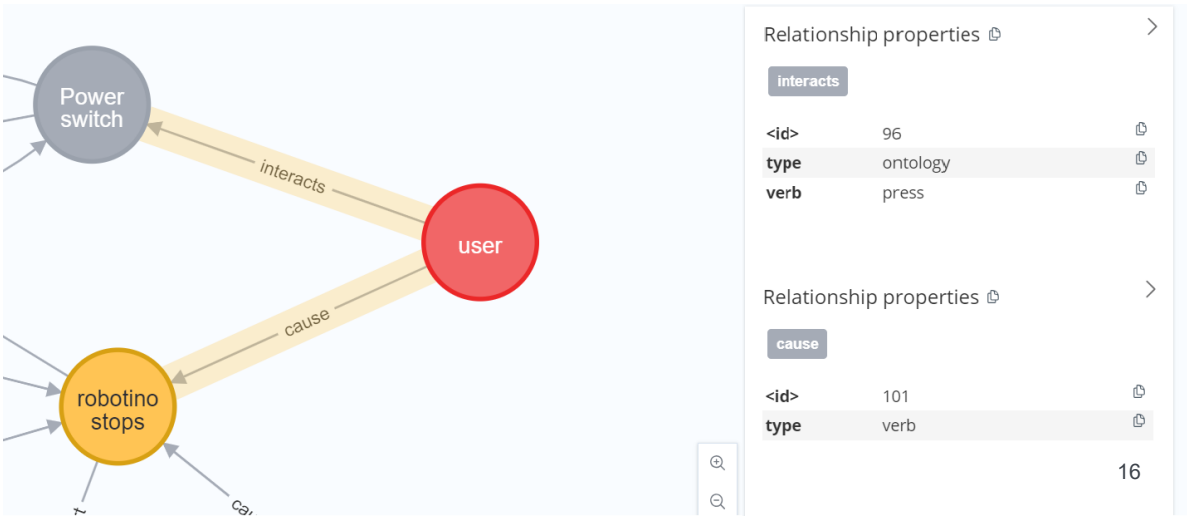 Power
switch
interacts
user
cause
robotino
stops
Relationship properties
interacts
<id> 96
type ontology
verb press
Relationship properties
cause
<id> 101
type verb
16